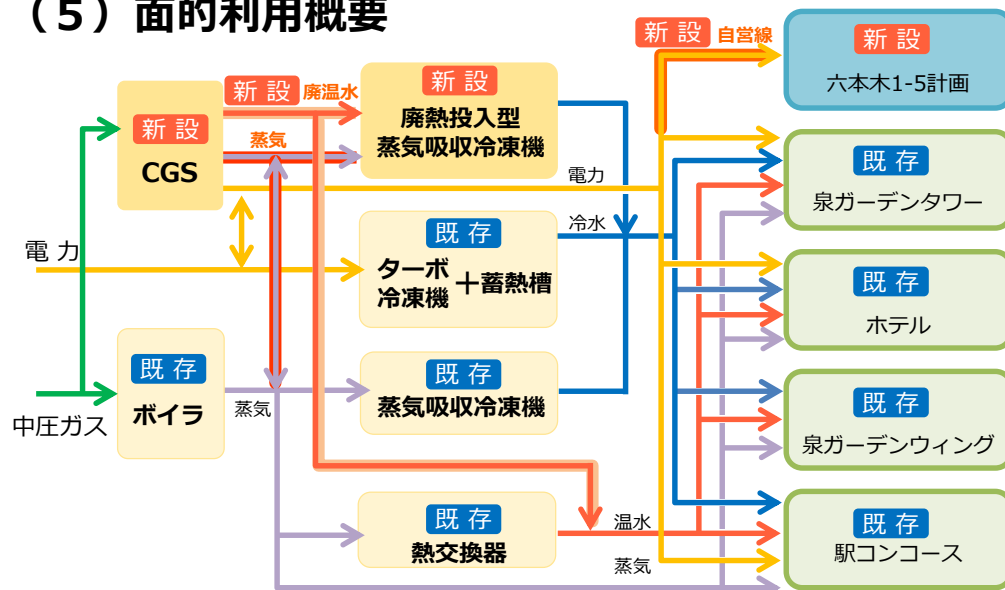 （５）面的利用概要
新 設 自営線
新 設
六本木1-5計画
新 設 廃温水
新 設
廃熱投入型
蒸気吸収冷凍機
新 設
CGS
蒸気
電力
既 存
泉ガーデンタワー
電 力
既 存
ターボ
冷凍機
＋蓄熱槽
冷水
既 存
ホテル
中圧ガス
既 存
ボイラ
蒸気
既 存
蒸気吸収冷凍機
既 存
泉ガーデンウィング
既 存
熱交換器
温水
蒸気
既 存
駅コンコース